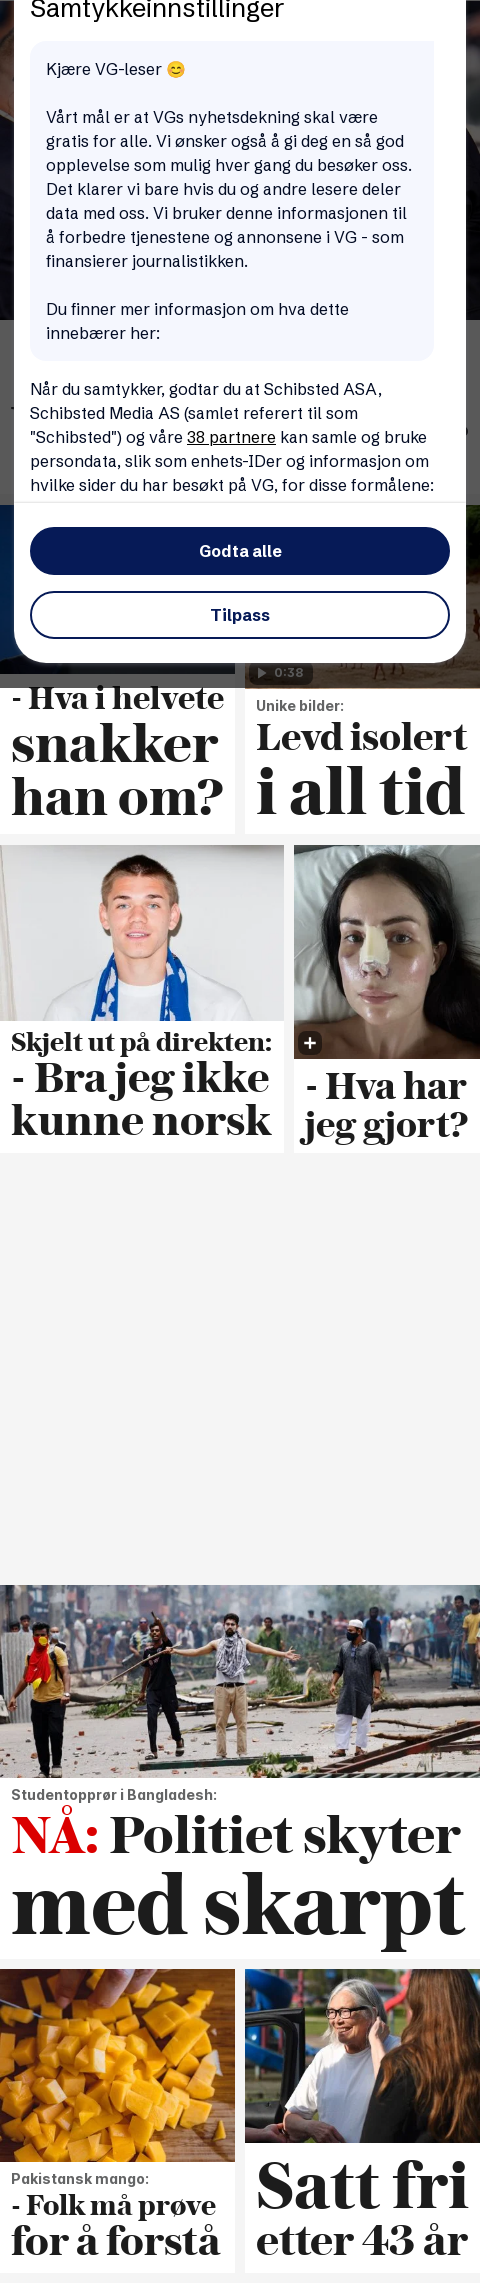 Samtykkeinnstillinger
Kjære VG-leser 😊
Vårt mål er at VGs nyhetsdekning skal være
gratis for alle. Vi ønsker også å gi deg en så god
opplevelse som mulig hver gang du besøker oss.
Det klarer vi bare hvis du og andre lesere deler
data med oss. Vi bruker denne informasjonen til
å forbedre tjenestene og annonsene i VG - som
finansierer journalistikken.
Du finner mer informasjon om hva dette
innebærer her:
Når du samtykker, godtar du at Schibsted ASA,
Schibsted Media AS (samlet referert til som
"Schibsted") og våre 38 partnere kan samle og bruke
persondata, slik som enhets-IDer og informasjon om
hvilke sider du har besøkt på VG, for disse formålene:
Godta alle
Tilpass
0:38
- Hva i helvete
snakker
han om?
Unike bilder:
Levd isolert
i all tid
Skjelt ut på direkten:
- Bra jeg ikke
kunne norsk
- Hva har
jeg gjort?
Studentopprør i Bangladesh:
NÅ: Politiet skyter
med skarpt
Pakistansk mango:
- Folk må prøve
for å forstå
Satt fri
etter 43 år